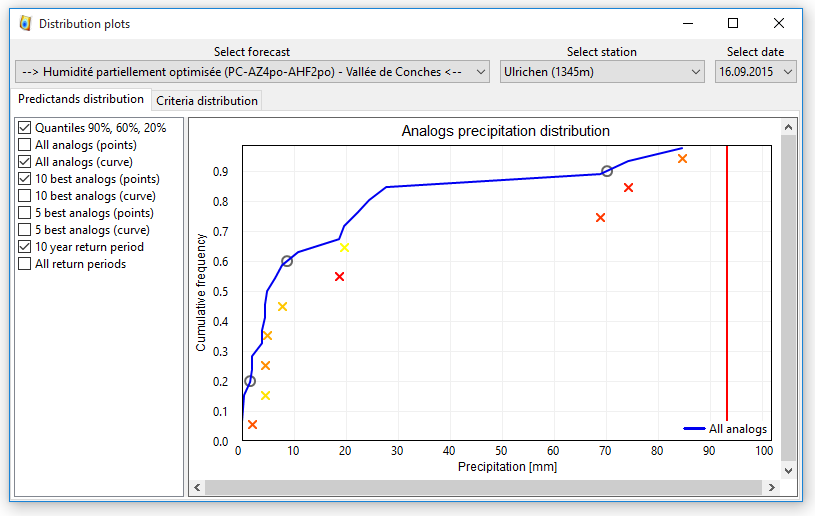 Distribution plots
Select forecast Select station Select date
--> Humidité partiellement optimisée (PC-AZ4po-AHF2po) - Vallée de Conches <-- Ulrichen (1345m) 16.09.2015
Predictands distribution Criteria distribution
Quantiles 90%, 60%, 20%
All analogs (points)
All analogs (curve)
10 best analogs (points)
10 best analogs (curve)
5 best analogs (points)
5 best analogs (curve)
10 year return period
All return periods
Analogs precipitation distribution
Cumulative frequency
0.9
0.8
0.7
0.6
0.5
0.4
0.3
0.2
0.1
0.0
All analogs
0 10 20 30 40 50 60 70 80 90 100
Precipitation [mm]